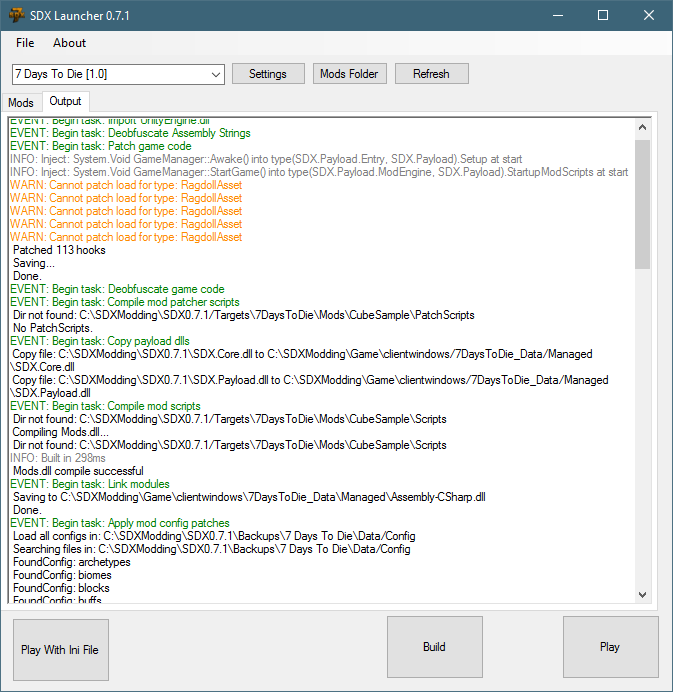 SDX Launcher 0.7.1
File About
7 Days To Die [1.0] Settings Mods Folder Refresh
Mods Output
EVENT: Begin task: Import UnityEngine.dll
EVENT: Begin task: Deobfuscate Assembly Strings
EVENT: Begin task: Patch game code
INFO: Inject: System.Void GameManager::Awake() into type(SDX.Payload.Entry, SDX.Payload).Setup at start
INFO: Inject: System.Void GameManager::StartGame() into type(SDX.Payload.ModEngine, SDX.Payload).StartupModScripts at start
WARN: Cannot patch load for type: RagdollAsset
WARN: Cannot patch load for type: RagdollAsset
WARN: Cannot patch load for type: RagdollAsset
WARN: Cannot patch load for type: RagdollAsset
WARN: Cannot patch load for type: RagdollAsset
Patched 113 hooks
Saving...
Done.
EVENT: Begin task: Deobfuscate game code
EVENT: Begin task: Compile mod patcher scripts
Dir not found: C:\SDXModding\SDX0.7.1/Targets\7DaysToDie\Mods\CubeSample\PatchScripts
No PatchScripts.
EVENT: Begin task: Copy payload dlls
Copy file: C:\SDXModding\SDX0.7.1\SDX.Core.dll to C:\SDXModding\Game\clientwindows/7DaysToDie_Data/Managed
\SDX.Core.dll
Copy file: C:\SDXModding\SDX0.7.1\SDX.Payload.dll to C:\SDXModding\Game\clientwindows/7DaysToDie_Data/Managed
\SDX.Payload.dll
EVENT: Begin task: Compile mod scripts
Dir not found: C:\SDXModding\SDX0.7.1/Targets\7DaysToDie\Mods\CubeSample\Scripts
Compiling Mods.dll...
Dir not found: C:\SDXModding\SDX0.7.1/Targets\7DaysToDie\Mods\CubeSample\Scripts
INFO: Built in 298ms
Mods.dll compile successful
EVENT: Begin task: Link modules
Saving to C:\SDXModding\Game\clientwindows\7DaysToDie_Data\Managed\Assembly-CSharp.dll
Done.
EVENT: Begin task: Apply mod config patches
Load all configs in: C:\SDXModding\SDX0.7.1\Backups\7 Days To Die\Data/Config
Searching files in: C:\SDXModding\SDX0.7.1\Backups\7 Days To Die\Data/Config
FoundConfig: archetypes
FoundConfig: biomes
FoundConfig: blocks
FoundConfig: buffs
Play With Ini File Build Play